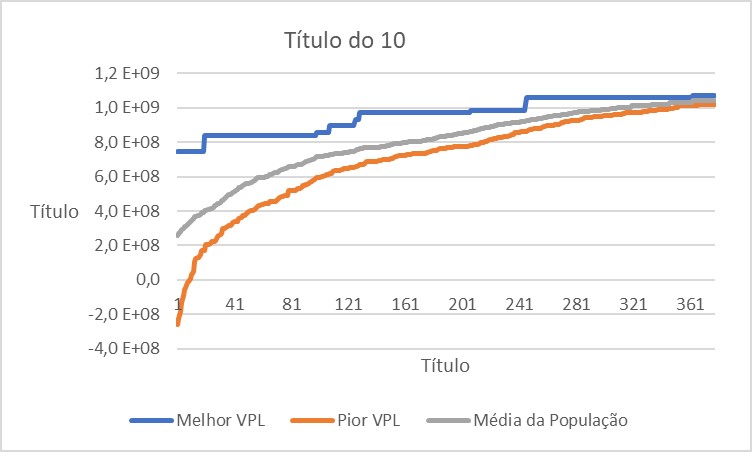 Título do 10
1,2 E+09
1,0 E+09
8,0 E+08
6,0 E+08
Título
4,0 E+08
2,0 E+08
0,0
1 41 81 121 161 201 241 281 321 361
-2,0 E+08
-4,0 E+08
Título
Melhor VPL Pior VPL Média da População